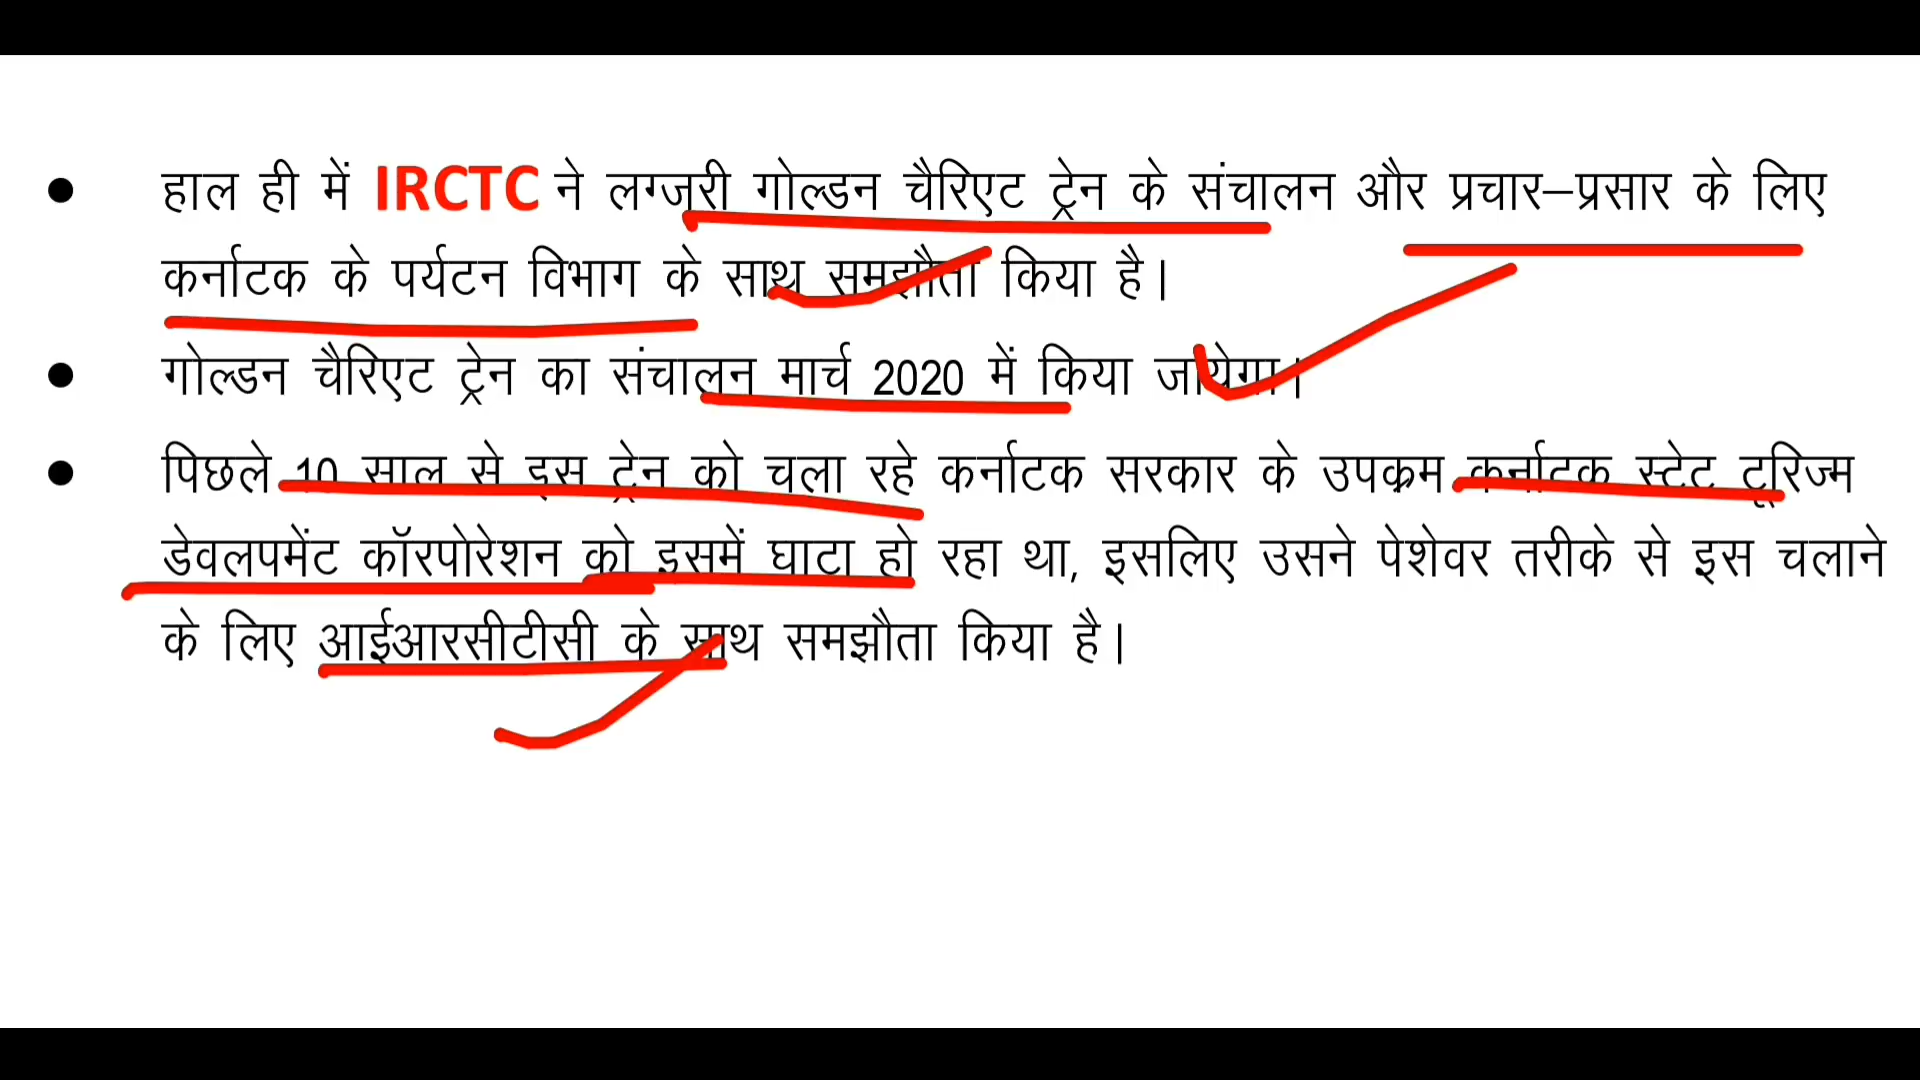 ● हाल ही में IRCTC ने लग्जरी गोल्डन चैरिएट ट्रेन के संचालन और प्रचार–प्रसार के लिए
कर्नाटक के पर्यटन विभाग के साथ समझौता किया है।
● गोल्डन चैरिएट ट्रेन का संचालन मार्च 2020 में किया जायेगा।
● पिछले 10 साल से इस ट्रेन को चला रहे कर्नाटक सरकार के उपक्रम कर्नाटक स्टेट टूरिज्म
डेवलपमेंट कॉरपोरेशन को इसमें घाटा हो रहा था, इसलिए उसने पेशेवर तरीके से इस चलाने
के लिए आईआरसीटीसी के साथ समझौता किया है।